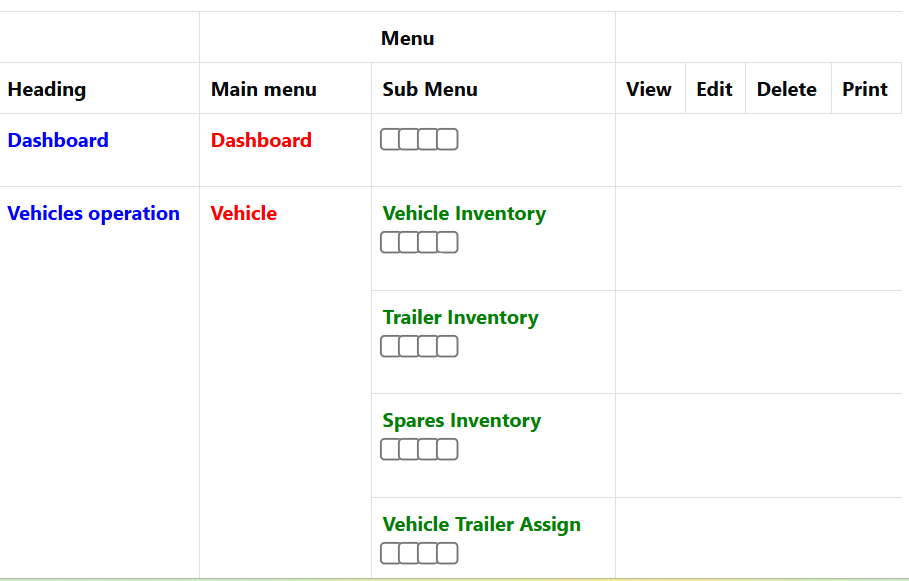 Menu
Heading Main menu Sub Menu View Edit Delete Print
Dashboard Dashboard
Vehicles operation Vehicle Vehicle Inventory
Trailer Inventory
Spares Inventory
Vehicle Trailer Assign